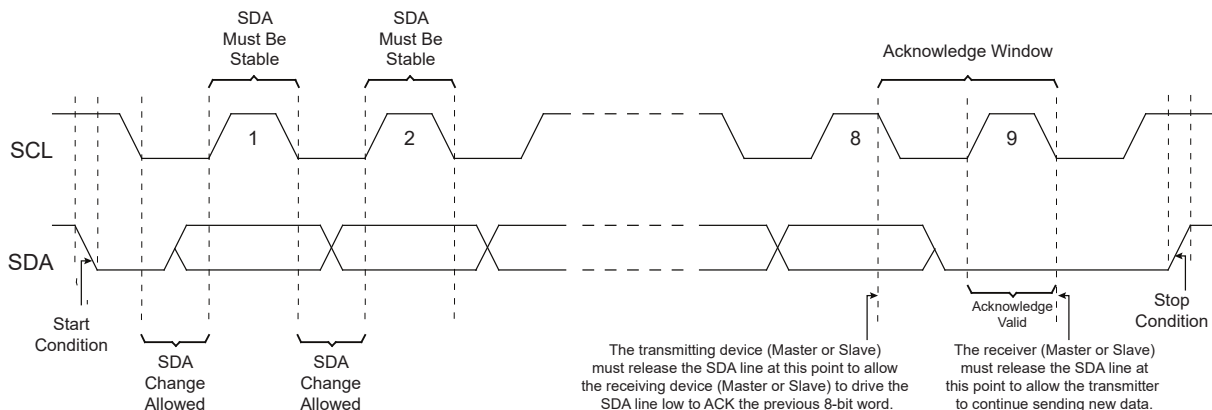 SDA
Must Be
Stable
SDA
Must Be
Stable
Acknowledge Window
SCL
1
2
8
9
SDA
Start
Condition
SDA
Change
Allowed
SDA
Change
Allowed
Acknowledge
Valid
Stop
Condition
The transmitting device (Master or Slave)
must release the SDA line at this point to allow
the receiving device (Master or Slave) to drive the
SDA line low to ACK the previous 8-bit word.
The receiver (Master or Slave)
must release the SDA line at
this point to allow the transmitter
to continue sending new data.